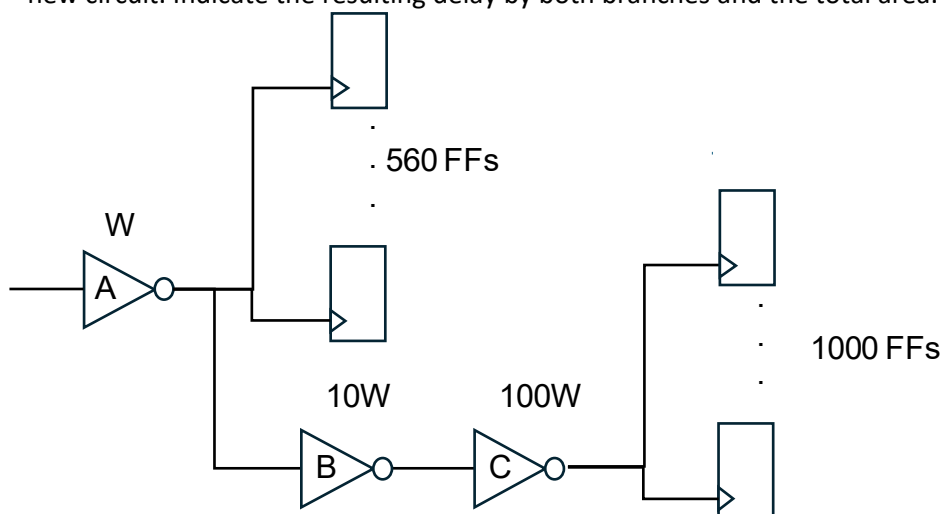 new circuit. Indicate the resulting delay by both branches and the total area.
560 FFs
W
A
1000 FFs
10W
100W
B
C